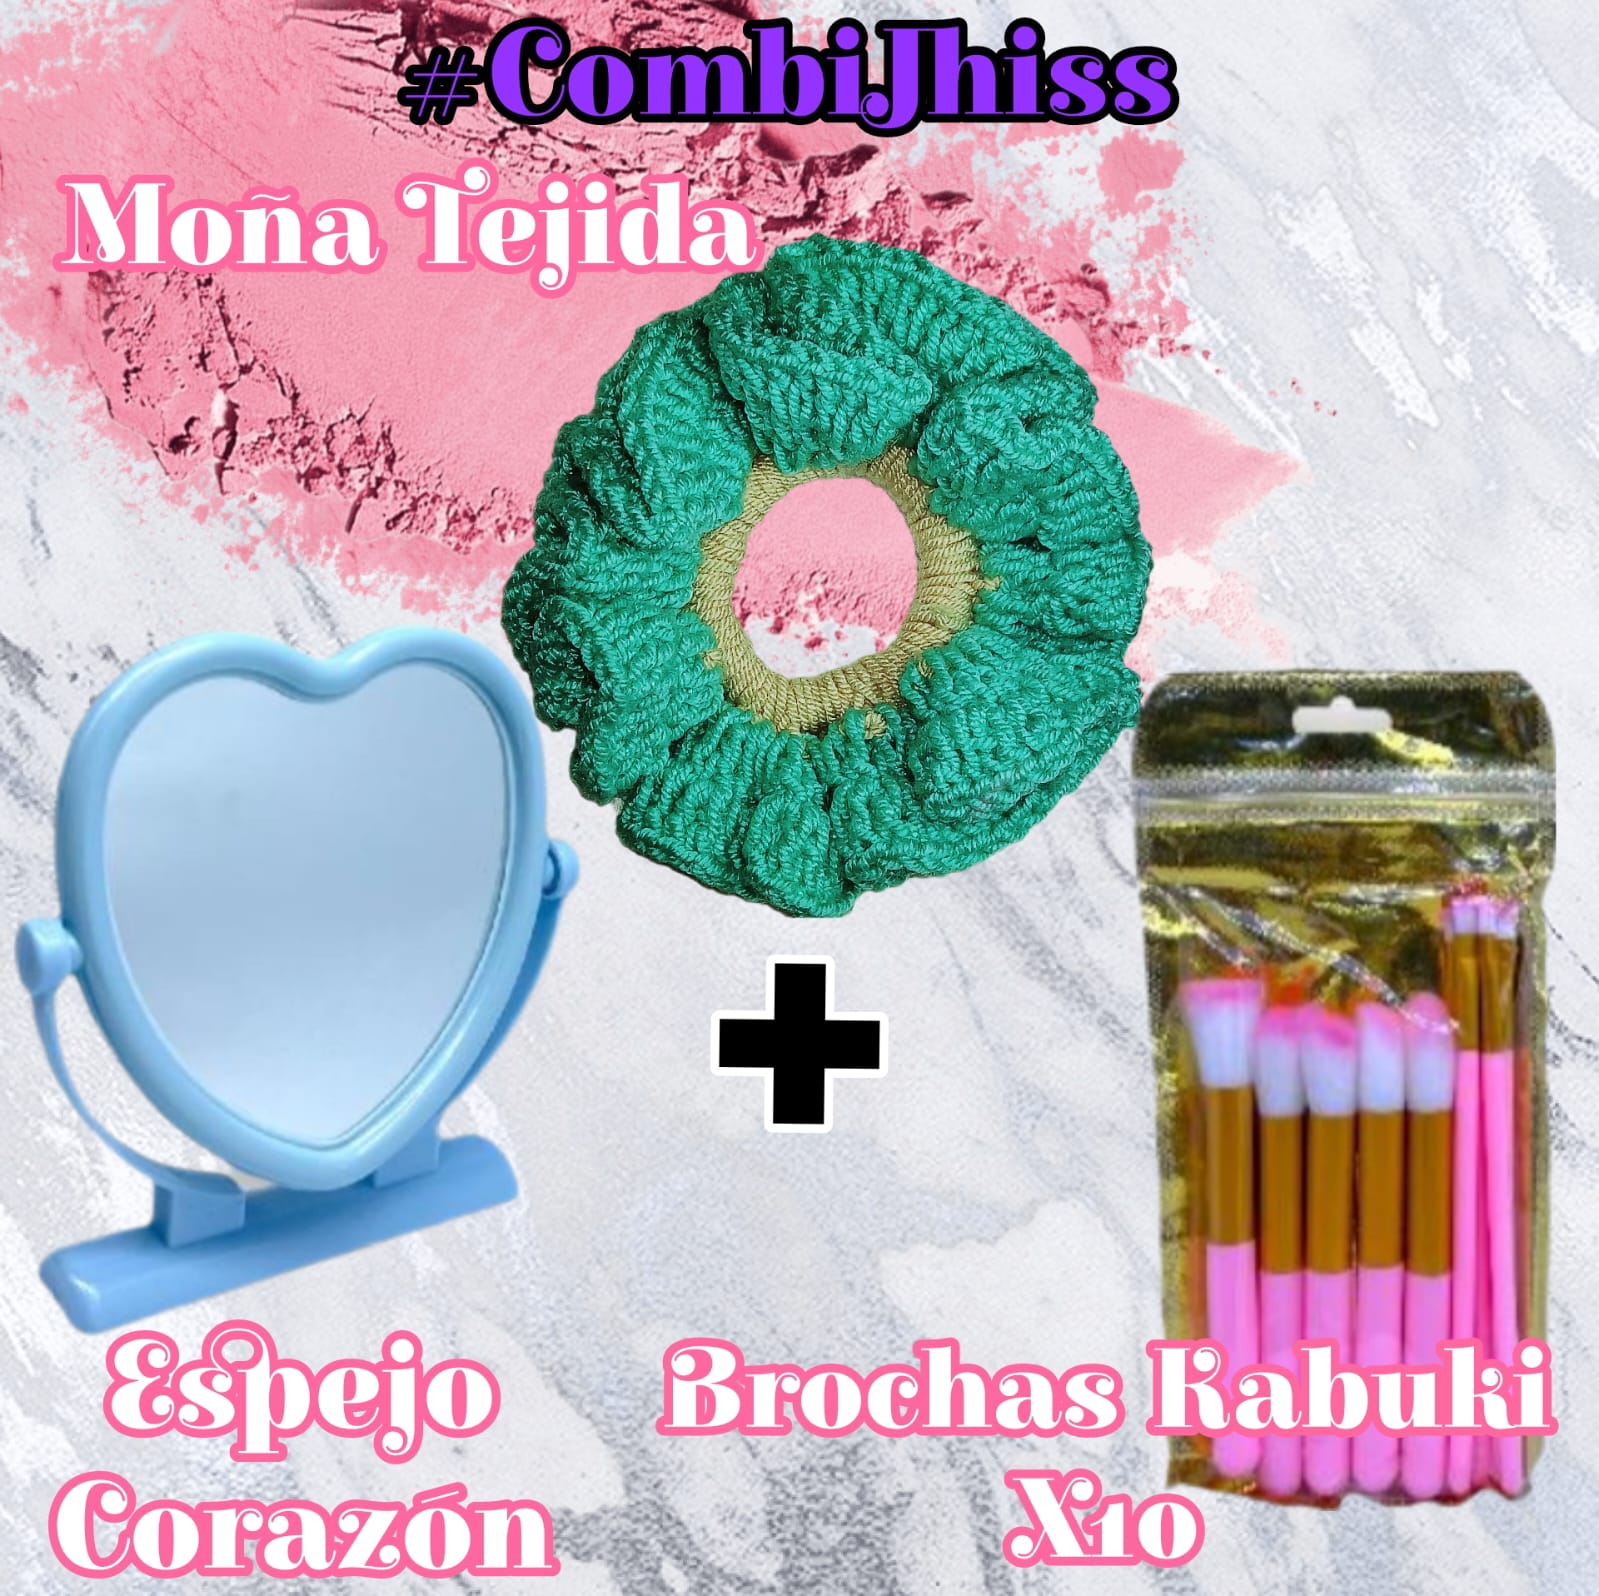 #CombiJhiss
Moña Tejida
Espejo
Corazón
Brochas Kabuki
X10